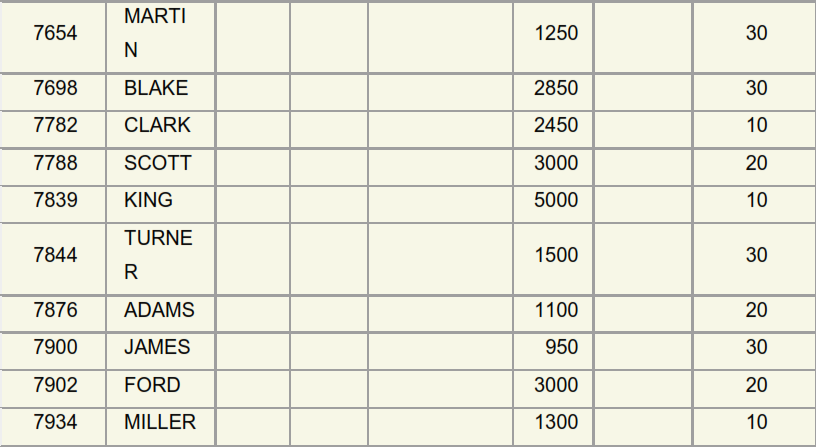 7654 MARTI 1250 30
N
7698 BLAKE 2850 30
7782 CLARK 2450 10
7788 SCOTT 3000 20
7839 KING 5000 10
7844 TURNE 1500 30
R
7876 ADAMS 1100 20
7900 JAMES 950 30
7902 FORD 3000 20
7934 MILLER 1300 10